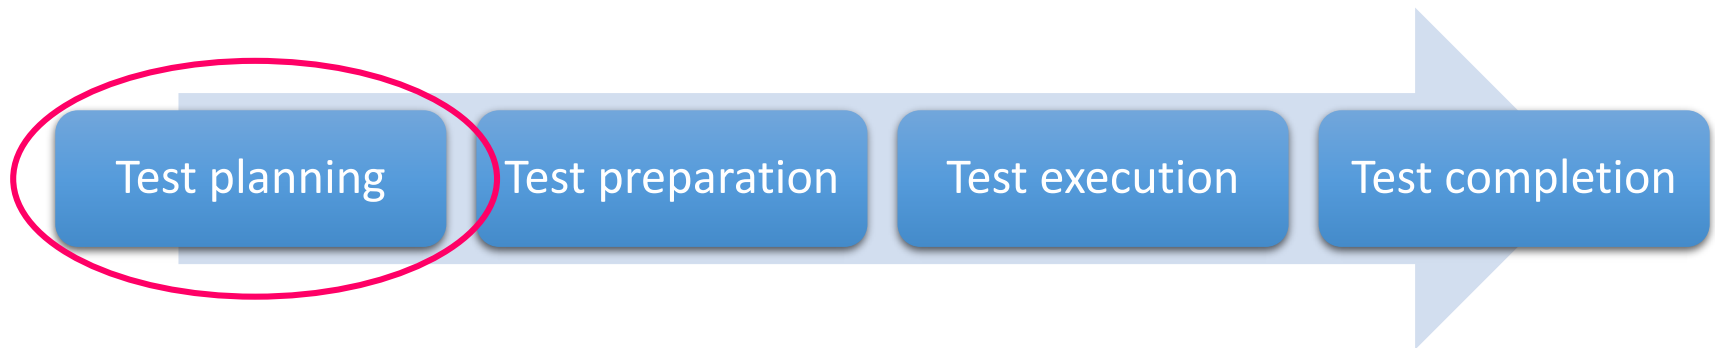 Test planning
Test preparation
Test execution
Test completion